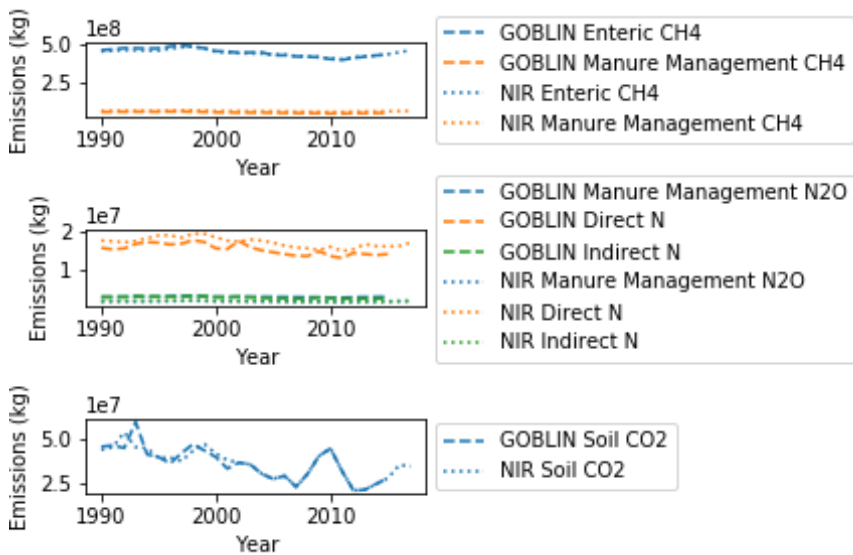 1e8
5.0
2.5
Emissions (kg)
1990
2000
2010
Year
GOBLIN Enteric CH4
GOBLIN Manure Management CH4
NIR Enteric CH4
NIR Manure Management CH4
1e7
2
1
Emissions (kg)
1990
2000
2010
Year
GOBLIN Manure Management N2O
GOBLIN Direct N
GOBLIN Indirect N
NIR Manure Management N2O
NIR Direct N
NIR Indirect N
1e7
5.0
2.5
Emissions (kg)
1990
2000
2010
Year
GOBLIN Soil CO2
NIR Soil CO2